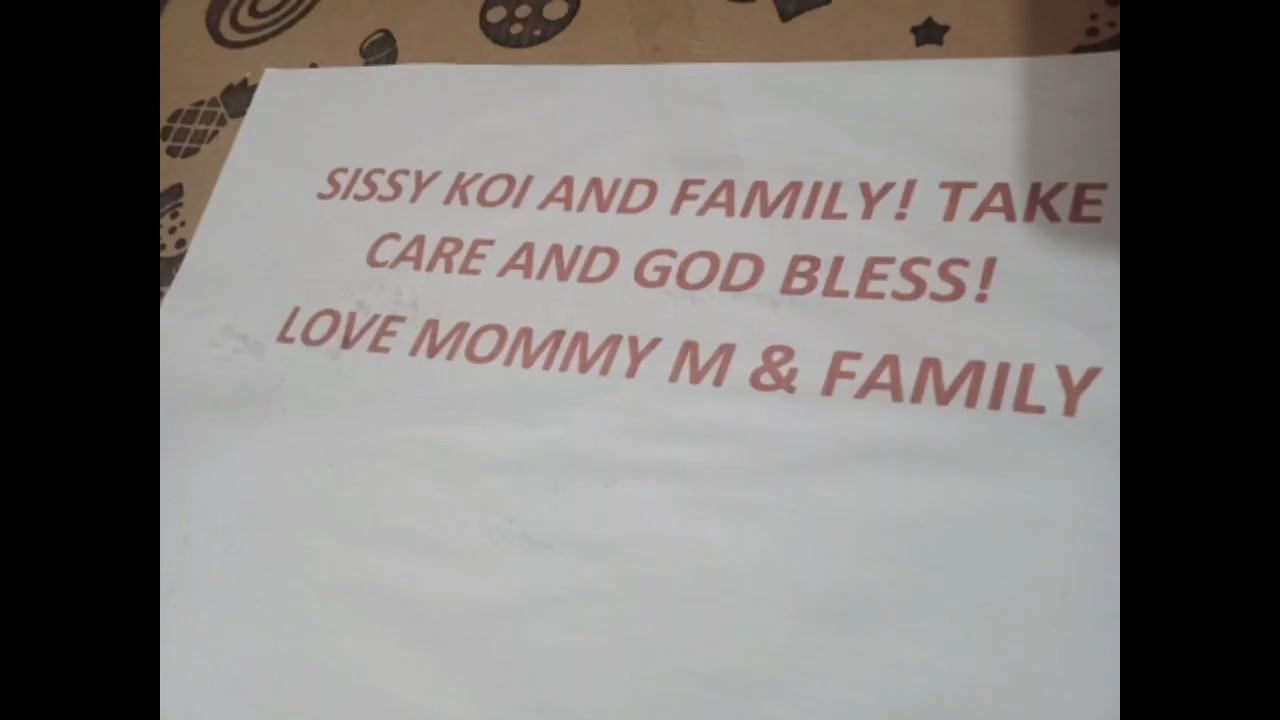 SISSY KOI AND FAMILY! TAKE
CARE AND GOD BLESS!
LOVE MOMMY M & FAMILY